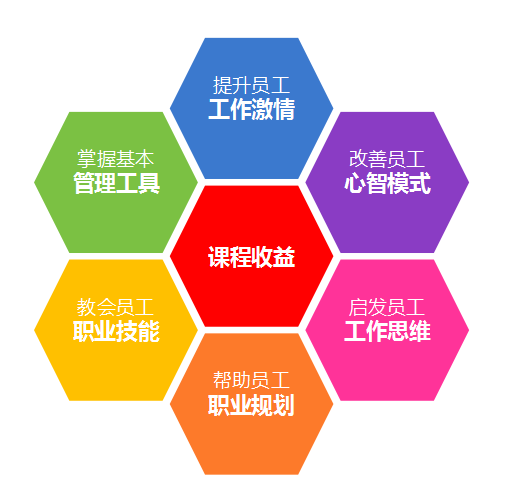 提升员工
工作激情
掌握基本
管理工具
改善员工
心智模式
课程收益
教会员工
职业技能
启发员工
工作思维
帮助员工
职业规划